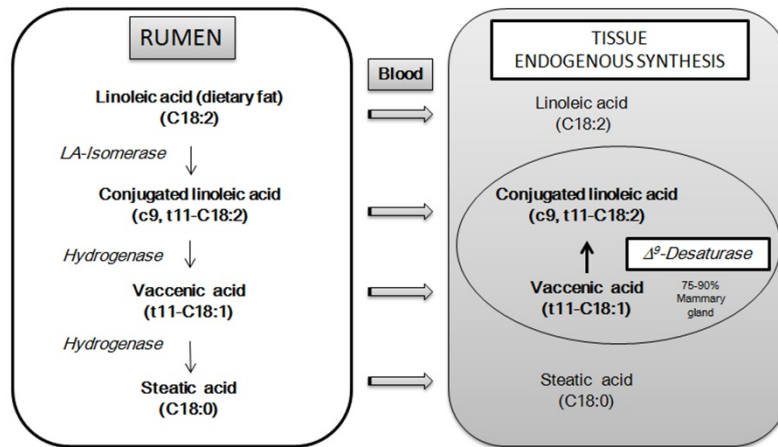 RUMEN
Linoleic acid (dietary fat)
(C18:2)
LA-Isomerase
Conjugated linoleic acid
(c9, t11-C18:2)
Hydrogenase
Vaccenic acid
(t11-C18:1)
Hydrogenase
Steatic acid
(C18:0)
Blood
TISSUE
ENDOGENOUS SYNTHESIS
Linoleic acid
(C18:2)
Conjugated linoleic acid
(c9, t11-C18:2)
Δ⁹-Desaturase
Vaccenic acid
(t11-C18:1)
75-90%
Mammary
gland
Steatic acid
(C18:0)